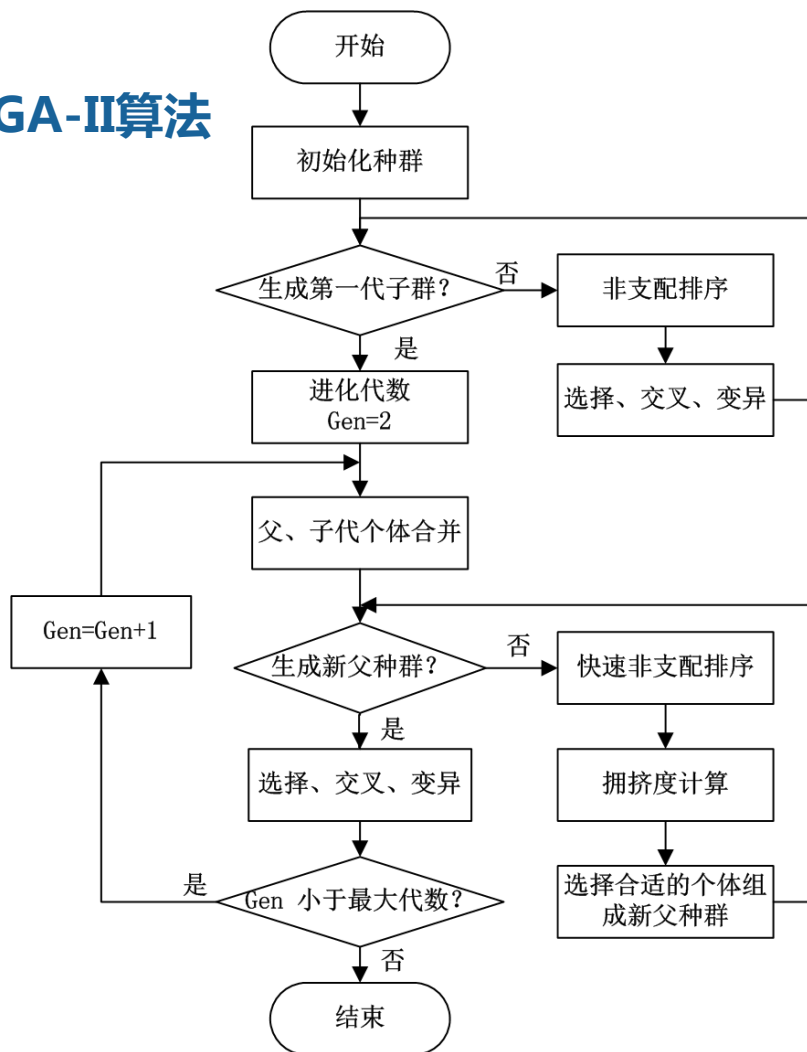 开始
GA-II算法
初始化种群
生成第一代子群？
否
非支配排序
是
进化代数
Gen=2
选择、交叉、变异
父、子代个体合并
Gen=Gen+1
生成新父种群？
否
快速非支配排序
是
选择、交叉、变异
拥挤度计算
是
Gen 小于最大代数？
选择合适的个体组
成新父种群
否
结束